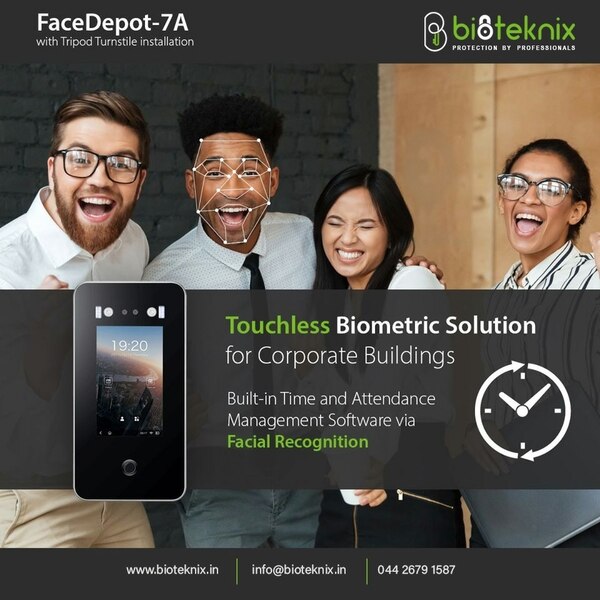 FaceDepot-7A
with Tripod Turnstile installation
bioteknix
PROTECTION BY PROFESSIONALS
19:20
Touchless Biometric Solution
for Corporate Buildings
Built-in Time and Attendance
Management Software via
Facial Recognition
www.bioteknix.in
info@bioteknix.in
044 2679 1587